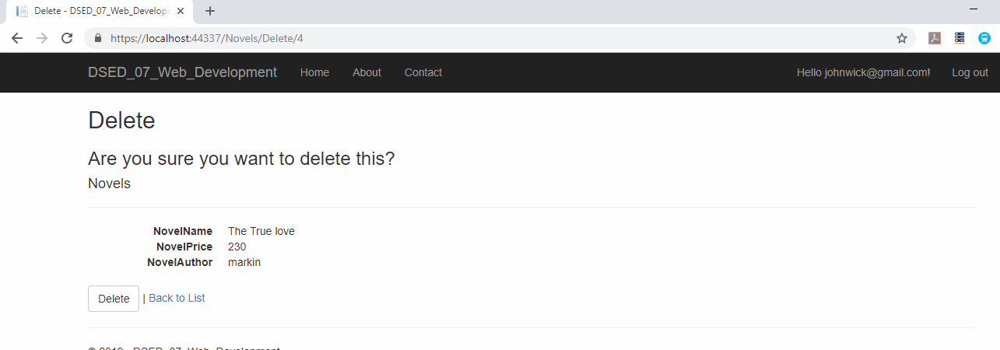 Delete - DSED_07_Web_Develop
https://localhost:44337/Novels/Delete/4
DSED_07_Web_Development Home About Contact Hello johnwick@gmail.com! Log out
Delete
Are you sure you want to delete this?
Novels
NovelName The True love
NovelPrice 230
NovelAuthor markin
Delete | Back to List
DSED_07_Web_Development